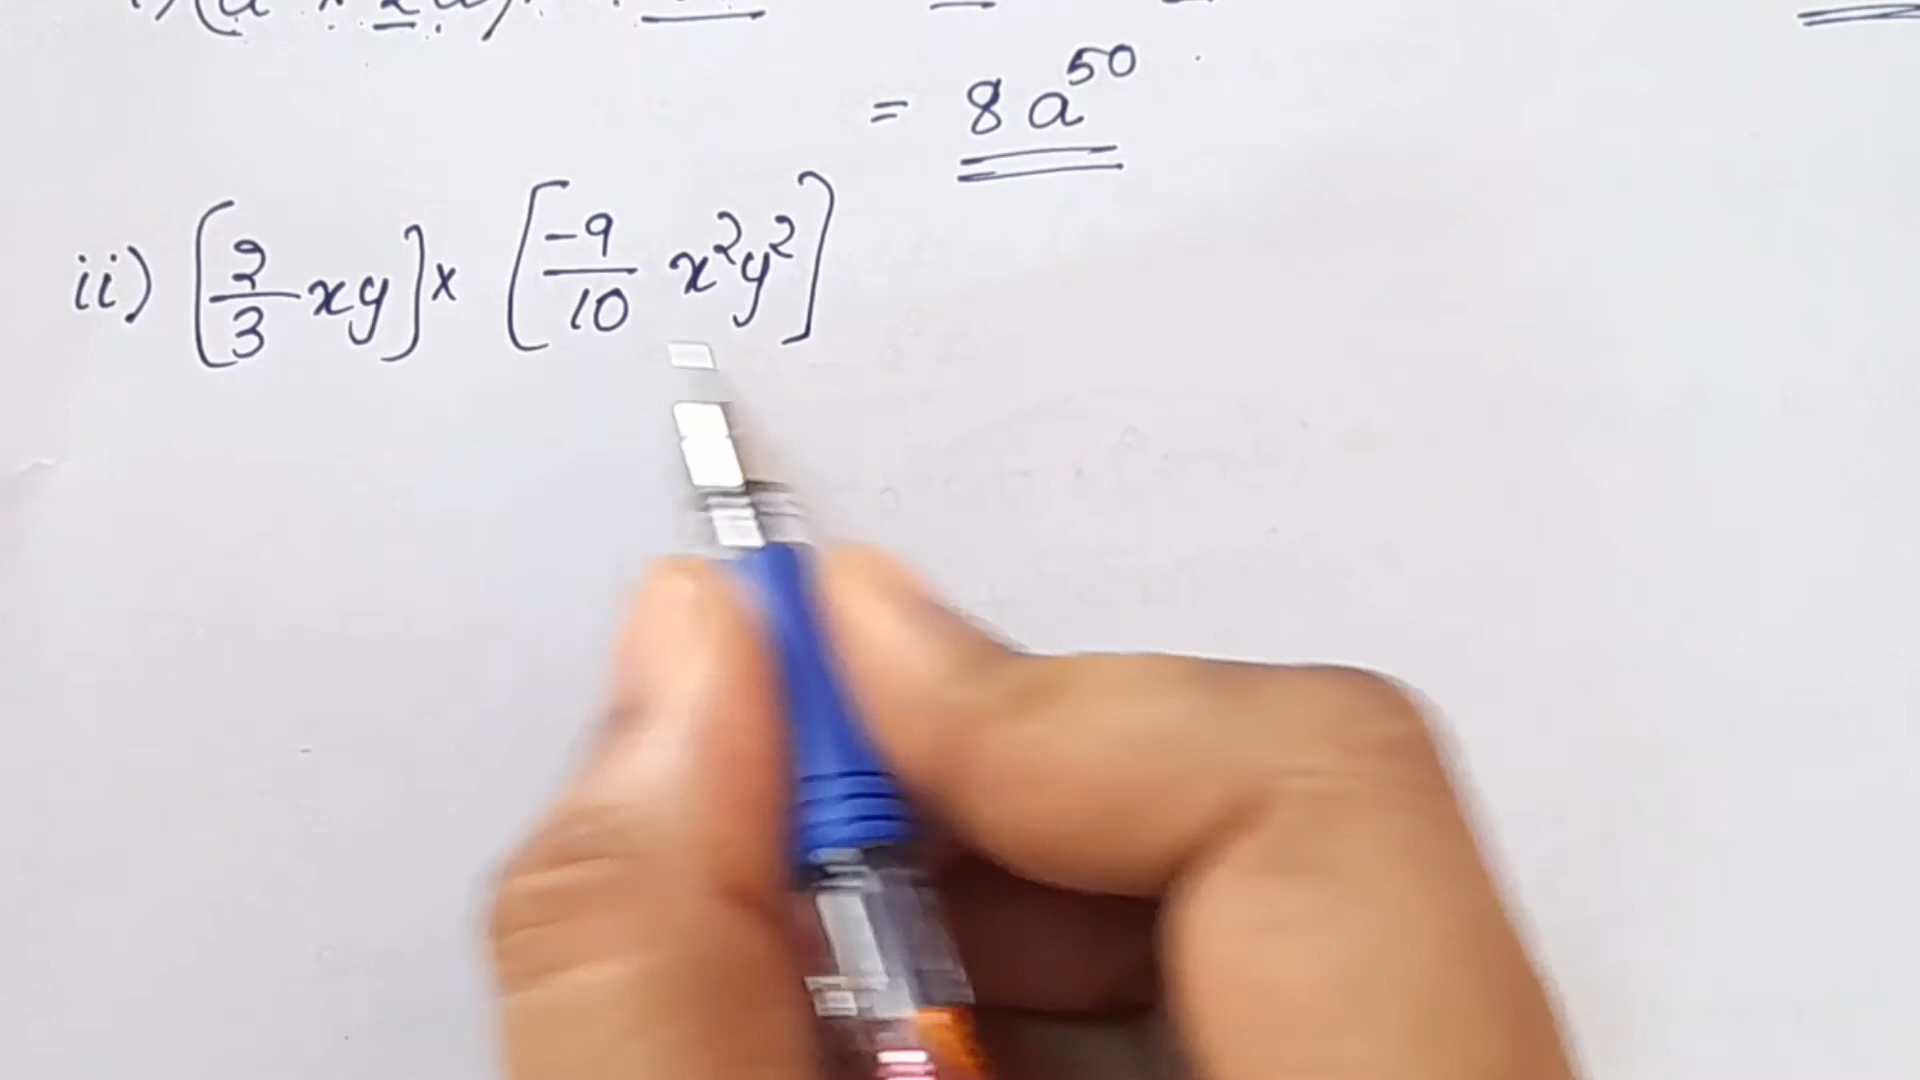 = 8a⁵⁰
ii) [2/3 xy] × [-9/10 x²y²]